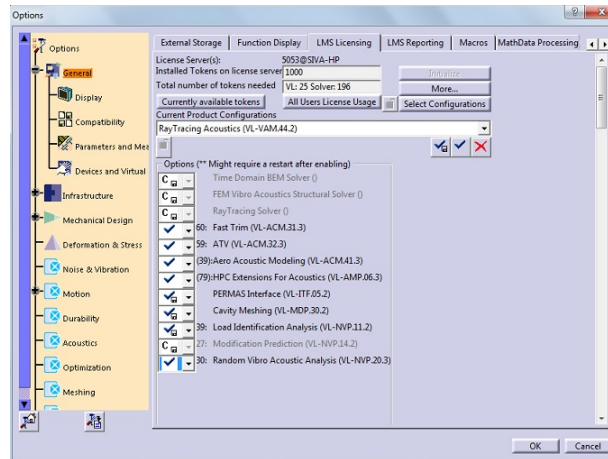 Options
External Storage Function Display LMS Licensing LMS Reporting Macros MathData Processing
Options
General
Display
Compatibility
Parameters and Mea
Devices and Virtual
Infrastructure
Mechanical Design
Deformation & Stress
Noise & Vibration
Motion
Durability
Acoustics
Optimization
Meshing
License Server(s): 5053@SIVA-HP
Installed Tokens on license server 1000 Initialize
Total number of tokens needed VL: 25 Solver: 196 More...
Currently available tokens All Users License Usage Select Configurations
Current Product Configurations
RayTracing Acoustics (VL-VAM.44.2)
Options (** Might require a restart after enabling)
C Time Domain BEM Solver ()
C FEM Vibro Acoustics Structural Solver ()
C RayTracing Solver ()
60: Fast Trim (VL-ACM.31.3)
59: ATV (VL-ACM.32.3)
(39):Aero Acoustic Modeling (VL-ACM.41.3)
(79):HPC Extensions For Acoustics (VL-AMP.06.3)
PERMAS Interface (VL-ITF.05.2)
Cavity Meshing (VL-MDP.30.2)
39: Load Identification Analysis (VL-NVP.11.2)
C 27: Modification Prediction (VL-NVP.14.2)
30: Random Vibro Acoustic Analysis (VL-NVP.20.3)
OK Cancel